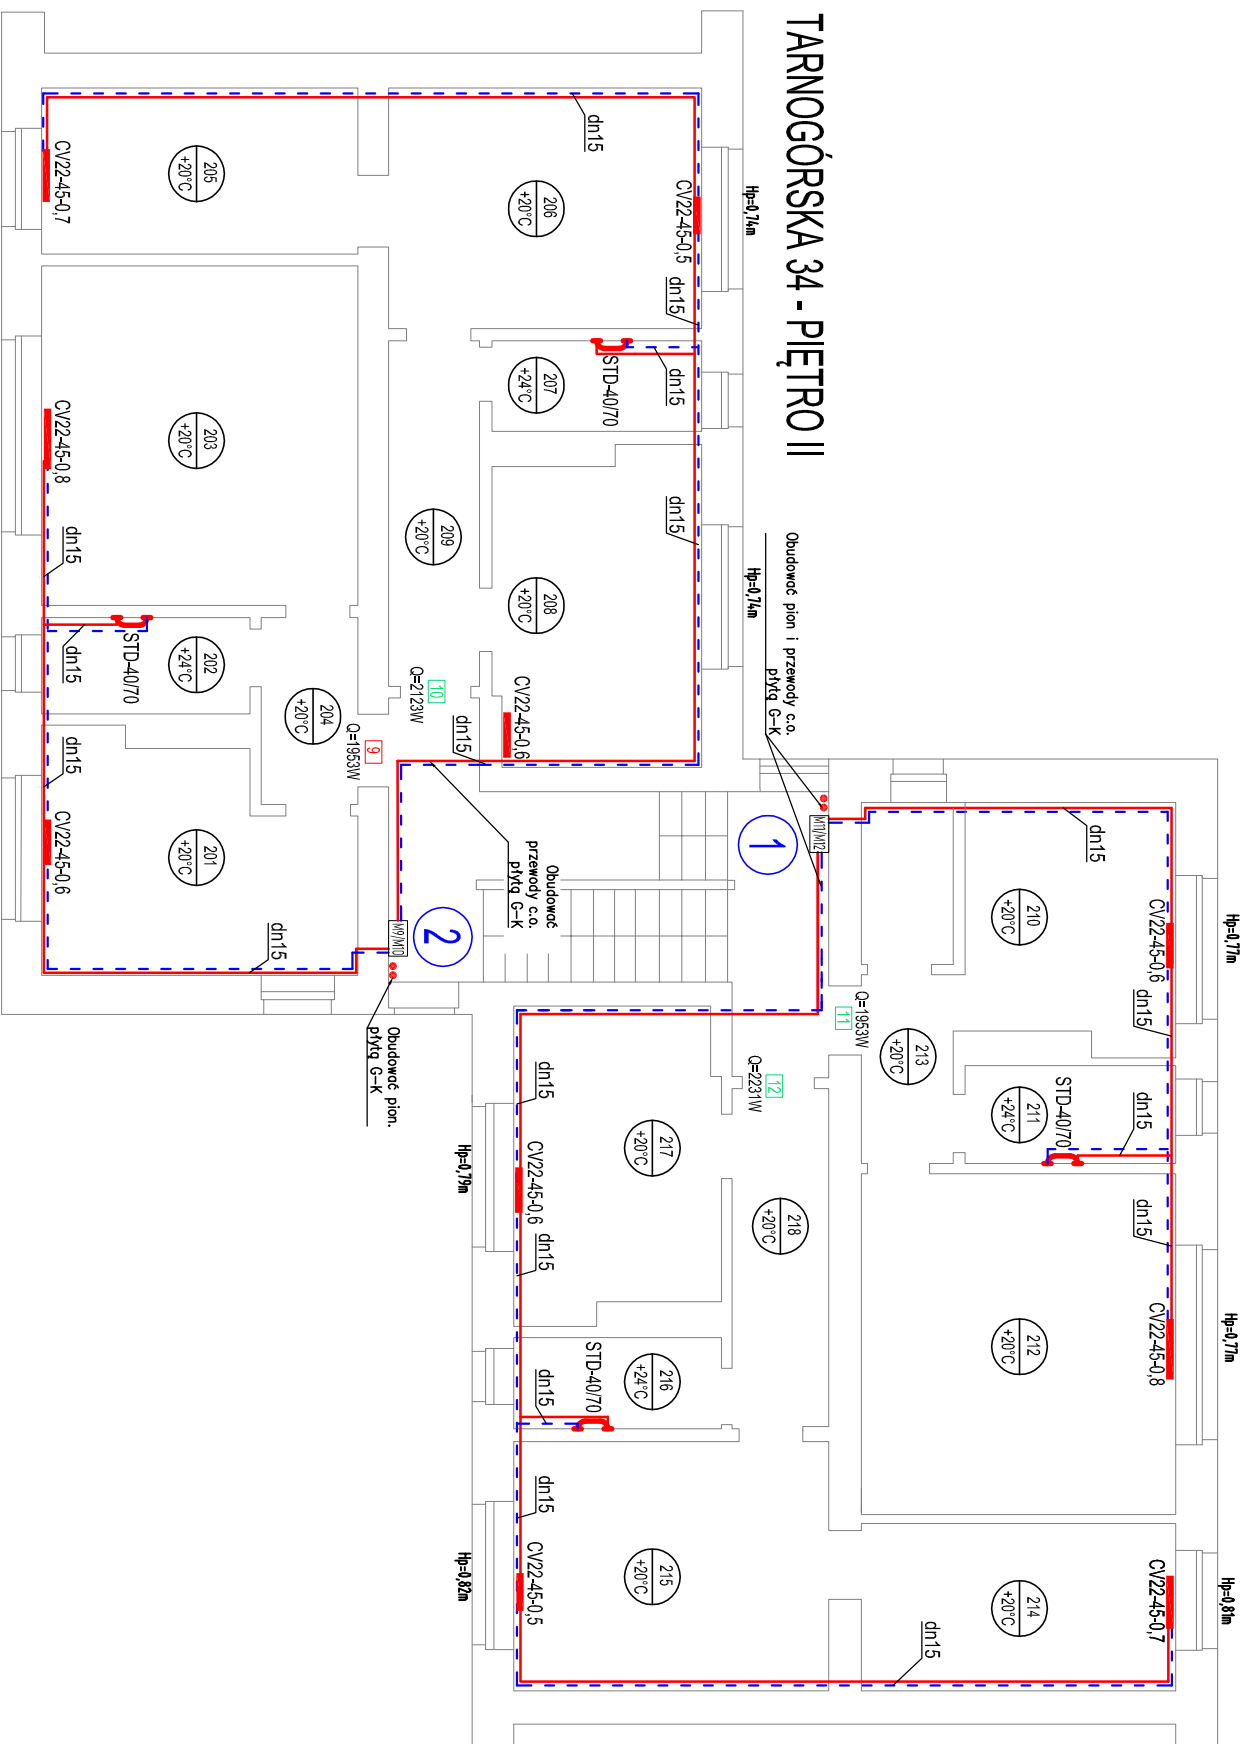 TARNOGÓRSKA 34 - PIĘTRO II
Hp=0,77m
Hp=0,77m
Hp=0,81m
dn15
CV22-45-0,6
dn15
dn15
dn15
CV22-45-0,8
CV22-45-0,7
210
+20°C
STD-40/70
211
+24°C
212
+20°C
214
+20°C
213
+20°C
dn15
Q=1953W
11
M11/M12
1
Obudować pion i przewody c.o.
płytą G-K
Hp=0,74m
Hp=0,74m
12
Q=2231W
218
+20°C
CV22-45-0,5
dn15
dn15
dn15
217
+20°C
216
+24°C
215
+20°C
dn15
STD-40/70
206
+20°C
207
+24°C
208
+20°C
CV22-45-0,6
STD-40/70
dn15
dn15
CV22-45-0,6
dn15
dn15
CV22-45-0,5
Hp=0,79m
Hp=0,82m
Obudować
przewody c.o.
płytą G-K
209
+20°C
10
Q=2123W
dn15
2
M9/M10
Obudować pion.
płytą G-K
9
Q=1953W
204
+20°C
dn15
205
+20°C
203
+20°C
202
+24°C
201
+20°C
STD-40/70
CV22-45-0,7
CV22-45-0,8
dn15
dn15
dn15
CV22-45-0,6